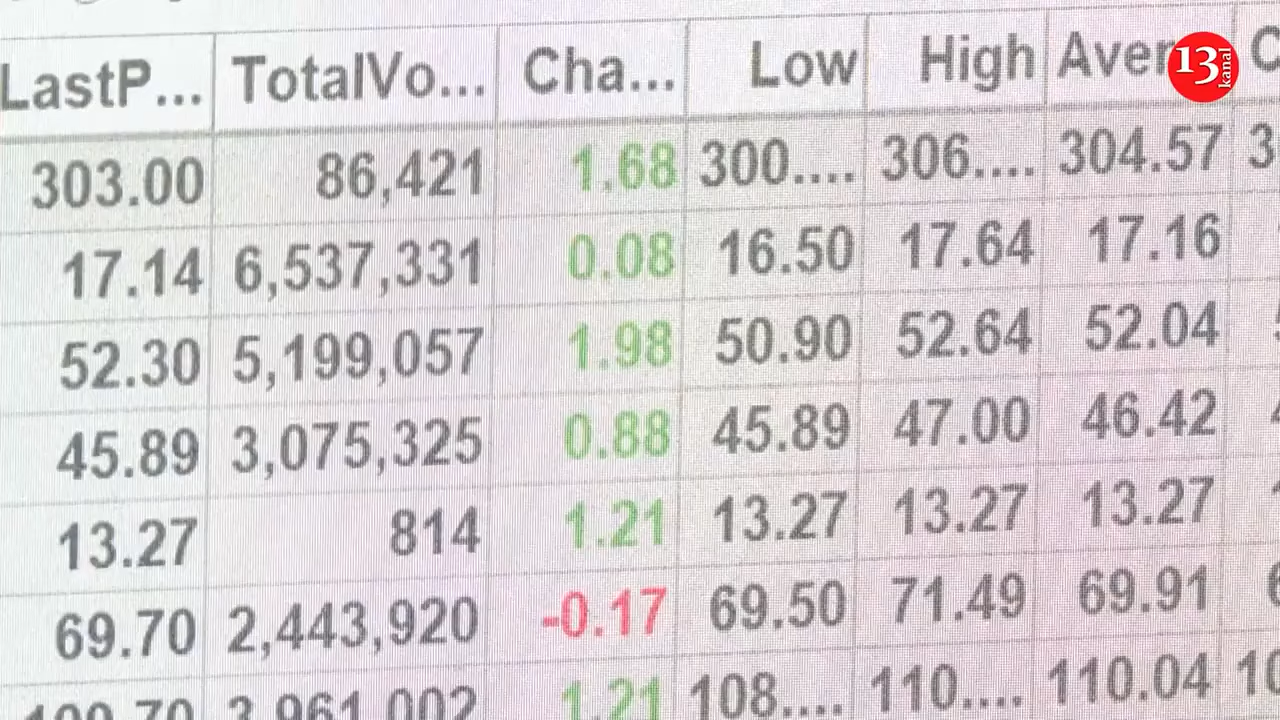 LastP... TotalVo... Cha... Low High Aver
13 kanal
303.00 86,421 1.68 300.... 306.... 304.57 3
17.14 6,537,331 0.08 16.50 17.64 17.16
52.30 5,199,057 1.98 50.90 52.64 52.04
45.89 3,075,325 0.88 45.89 47.00 46.42
13.27 814 1.21 13.27 13.27 13.27
69.70 2,443,920 -0.17 69.50 71.49 69.91
1.21 108.... 110.... 110.04 10